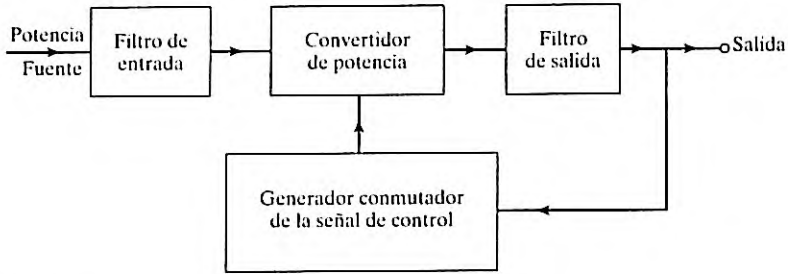 Potencia
Fuente
Filtro de
entrada
Convertidor
de potencia
Filtro
de salida
Salida
Generador conmutador
de la señal de control